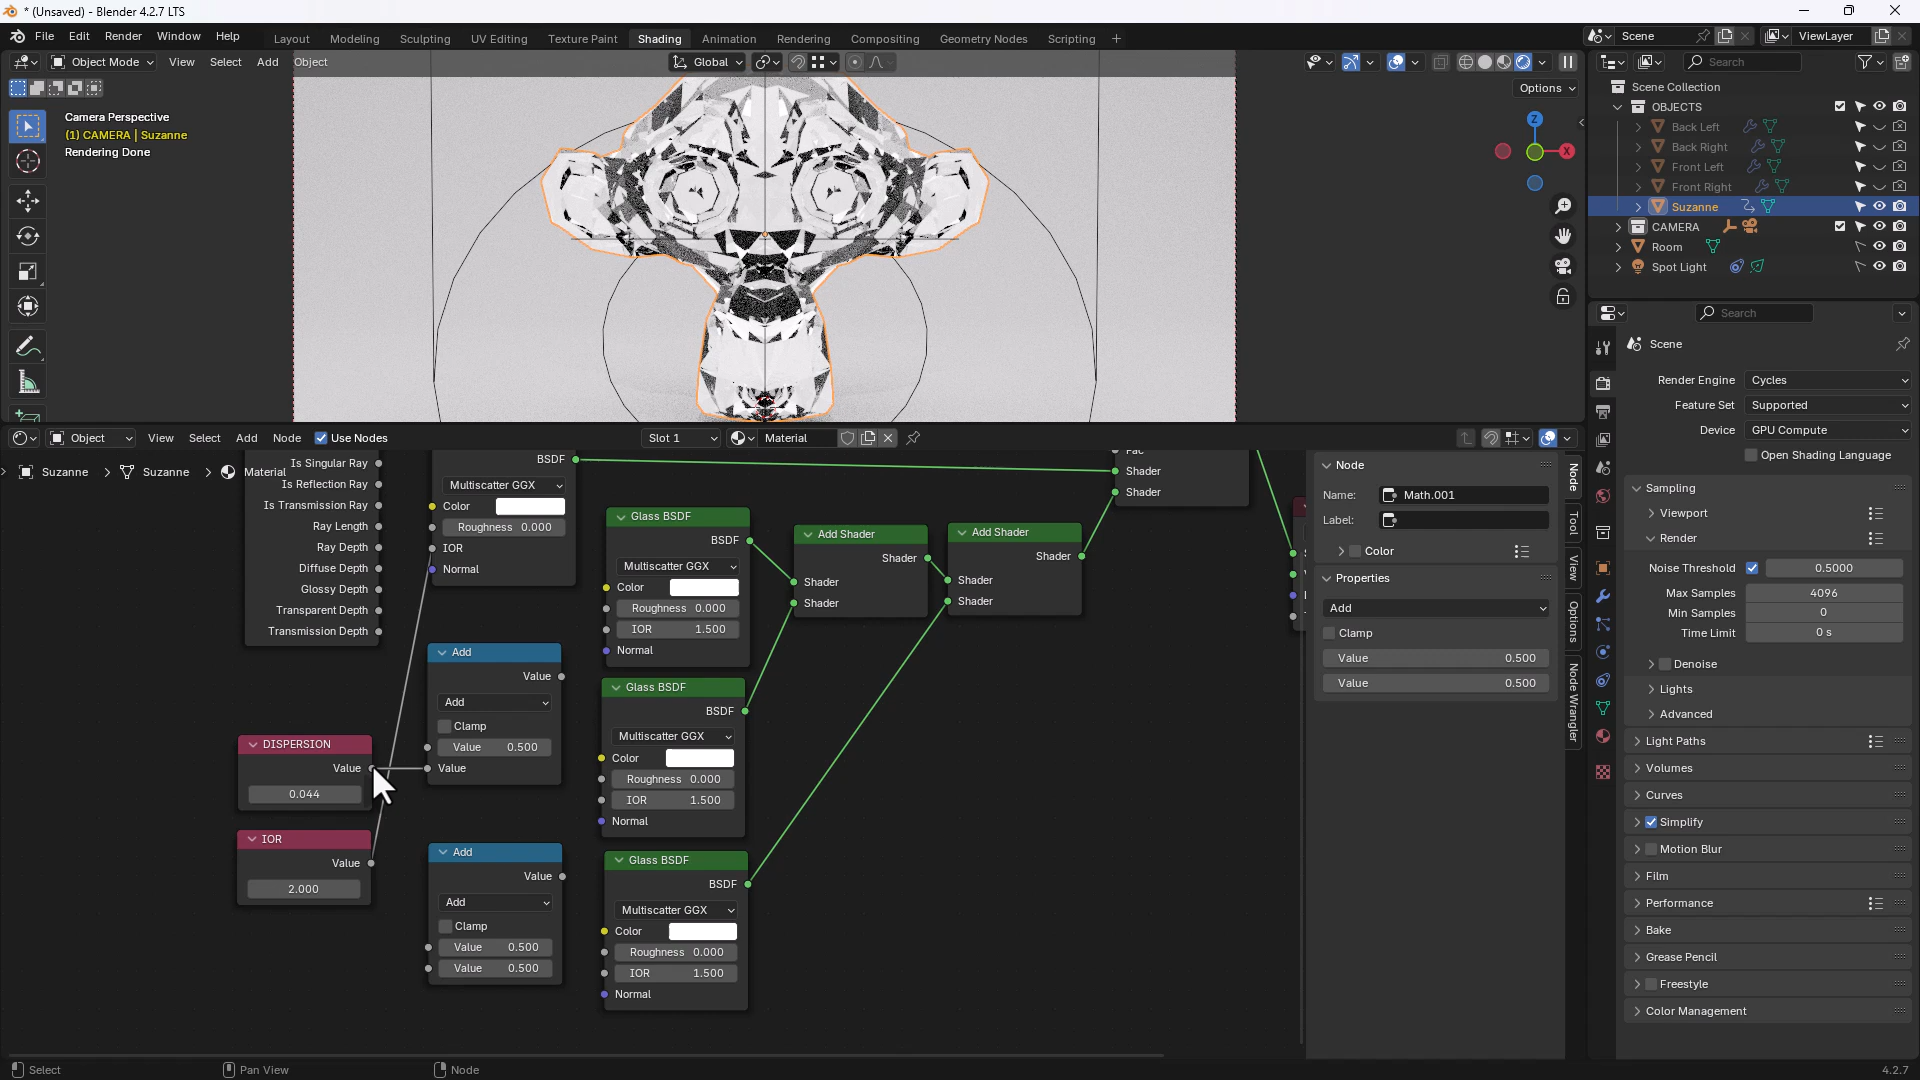 * (Unsaved) - Blender 4.2.7 LTS
File Edit Render Window Help Layout Modeling Sculpting UV Editing Texture Paint Shading Animation Rendering Compositing Geometry Nodes Scripting + Scene ViewLayer
Object Mode View Select Add Object Global Search
Options
Camera Perspective
(1) CAMERA | Suzanne
Rendering Done
Z
X
Scene Collection
OBJECTS
Back Left
Back Right
Front Left
Front Right
Suzanne
CAMERA
Room
Spot Light
Search
Scene
Render Engine Cycles
Feature Set Supported
Device GPU Compute
Open Shading Language
Sampling
Viewport
Render
Noise Threshold 0.5000
Max Samples 4096
Min Samples 0
Time Limit 0 s
Denoise
Lights
Advanced
Light Paths
Volumes
Curves
Simplify
Motion Blur
Film
Performance
Bake
Grease Pencil
Freestyle
Color Management
Object View Select Add Node Use Nodes Slot 1 Material
Suzanne > Suzanne > Material
Is Singular Ray
Is Reflection Ray
Is Transmission Ray
Ray Length
Ray Depth
Diffuse Depth
Glossy Depth
Transparent Depth
Transmission Depth
BSDF
Multiscatter GGX
Color
Roughness 0.000
IOR
Normal
Glass BSDF
BSDF
Multiscatter GGX
Color
Roughness 0.000
IOR 1.500
Normal
Add Shader
Shader
Shader
Shader
Add Shader
Shader
Shader
Shader
Fac
Shader
Shader
Add
Value
Add
Clamp
Value 0.500
Value
Glass BSDF
BSDF
Multiscatter GGX
Color
Roughness 0.000
IOR 1.500
Normal
DISPERSION
Value
0.044
IOR
Value
2.000
Add
Value
Add
Clamp
Value 0.500
Value 0.500
Glass BSDF
BSDF
Multiscatter GGX
Color
Roughness 0.000
IOR 1.500
Normal
Node
Name: Math.001
Label:
Color
Properties
Add
Clamp
Value 0.500
Value 0.500
Node
Tool
View
Options
Node Wrangler
Select Pan View Node 4.2.7